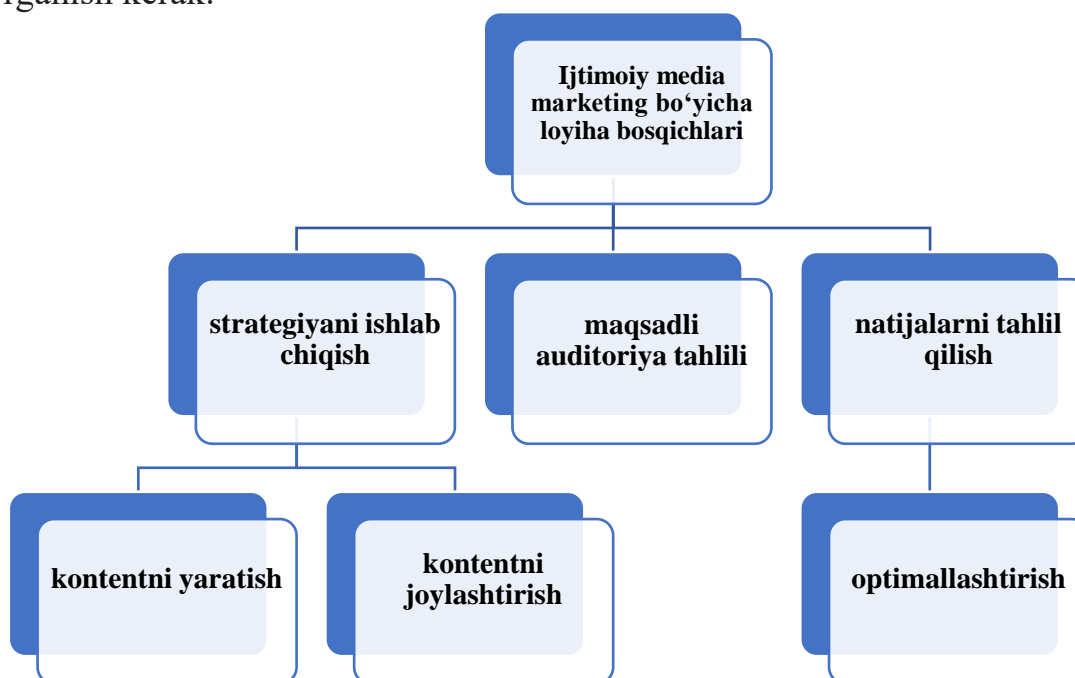 kerak.
Ijtimoiy media
marketing bo‘yicha
loyiha bosqichlari
strategiyani ishlab
chiqish
maqsadli
auditoriya tahlili
natijalarni tahlil
qilish
kontentni yaratish
kontentni
joylashtirish
optimallashtirish